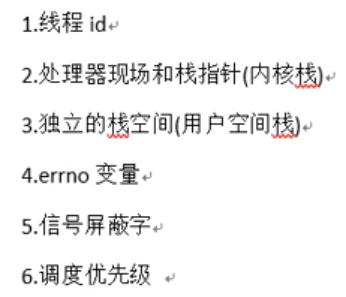 1.线程 id
2.处理器现场和栈指针(内核栈)
3.独立的栈空间(用户空间栈)
4.errno 变量
5.信号屏蔽字
6.调度优先级